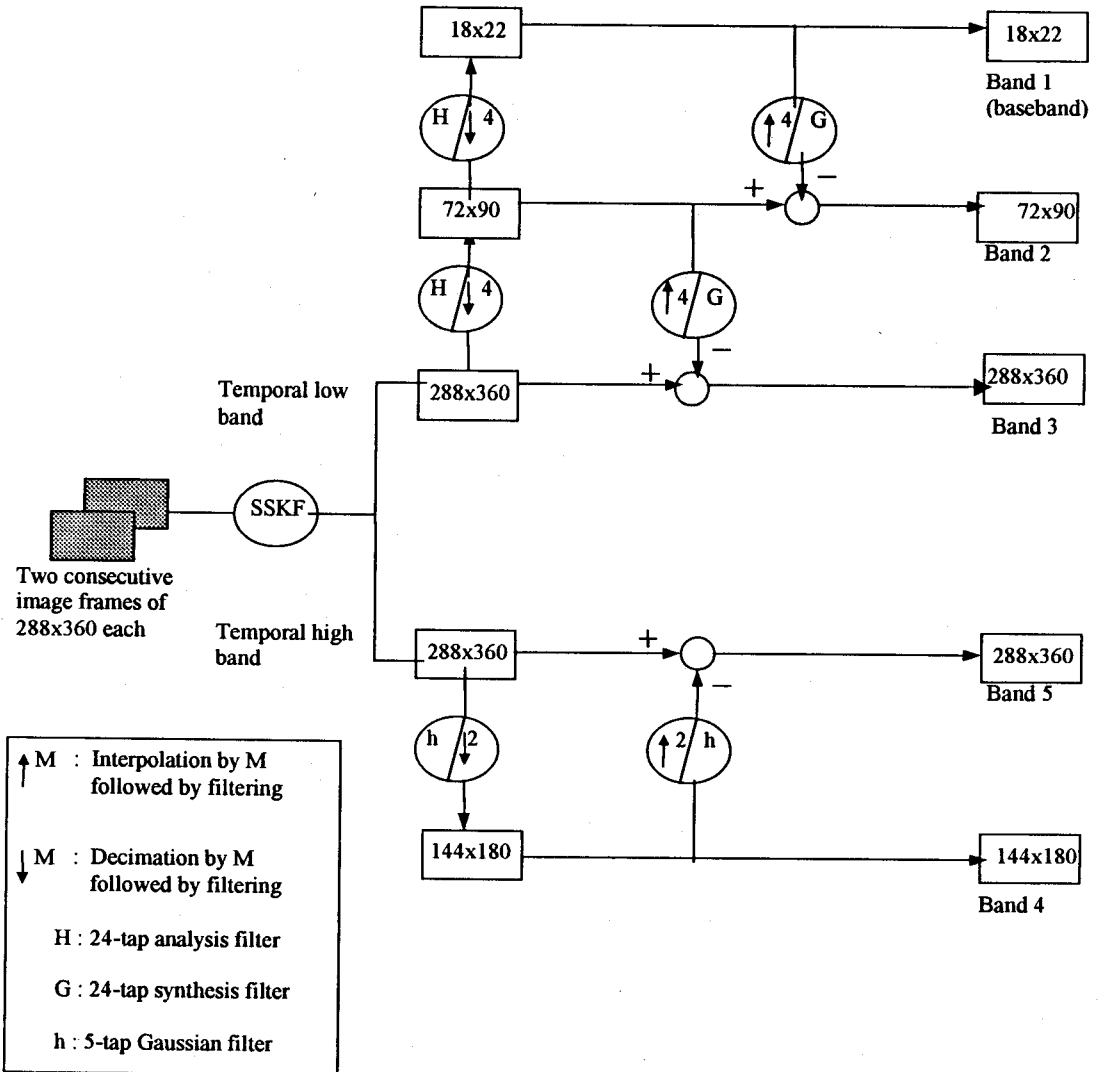 18x22
18x22
Band 1
(baseband)
H 4
4 G
+
−
72x90
72x90
Band 2
H 4
4 G
−
Temporal low
band
288x360
+
288x360
Band 3
SSKF
Two consecutive
image frames of
288x360 each
Temporal high
band
288x360
+
288x360
Band 5
−
h 2
2 h
144x180
144x180
Band 4
↑ M : Interpolation by M
followed by filtering
↓ M : Decimation by M
followed by filtering
H : 24-tap analysis filter
G : 24-tap synthesis filter
h : 5-tap Gaussian filter